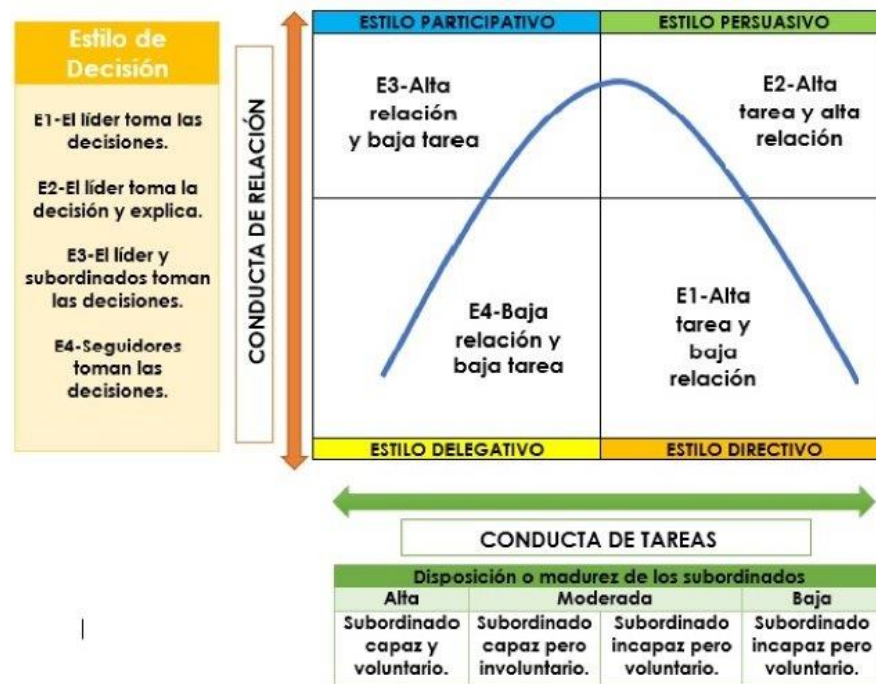 Estilo de
Decisión
E1-El líder toma las
decisiones.
E2-El líder toma la
decisión y explica.
E3-El líder y
subordinados toman
las decisiones.
E4-Seguidores
toman las
decisiones.
CONDUCTA DE RELACIÓN
ESTILO PARTICIPATIVO
ESTILO PERSUASIVO
E3-Alta
relación
y baja tarea
E2-Alta
tarea y alta
relación
E4-Baja
relación y
baja tarea
E1-Alta
tarea y
baja
relación
ESTILO DELEGATIVO
ESTILO DIRECTIVO
CONDUCTA DE TAREAS
Disposición o madurez de los subordinados
Alta
Moderada
Baja
Subordinado
capaz y
voluntario.
Subordinado
capaz pero
involuntario.
Subordinado
incapaz pero
voluntario.
Subordinado
incapaz pero
voluntario.